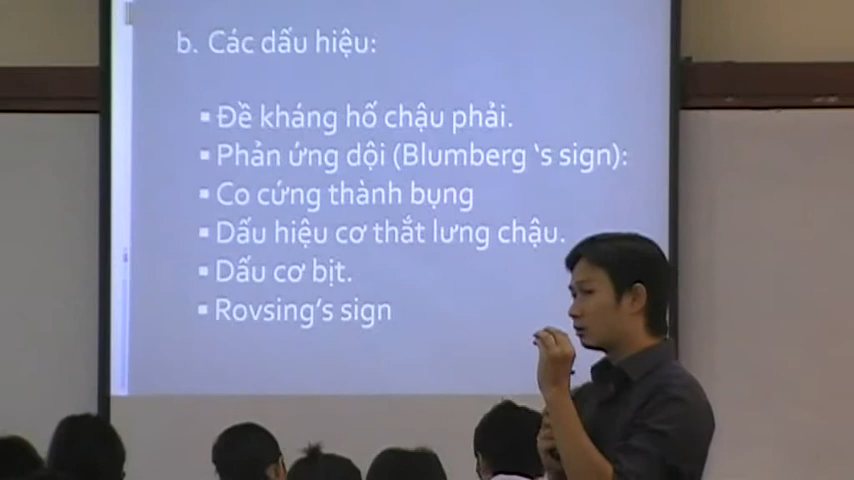 b. Các dấu hiệu:
▪ Đề kháng hố chậu phải.
▪ Phản ứng dội (Blumberg ‘s sign):
▪ Co cứng thành bụng
▪ Dấu hiệu cơ thắt lưng chậu.
▪ Dấu cơ bịt.
▪ Rovsing’s sign